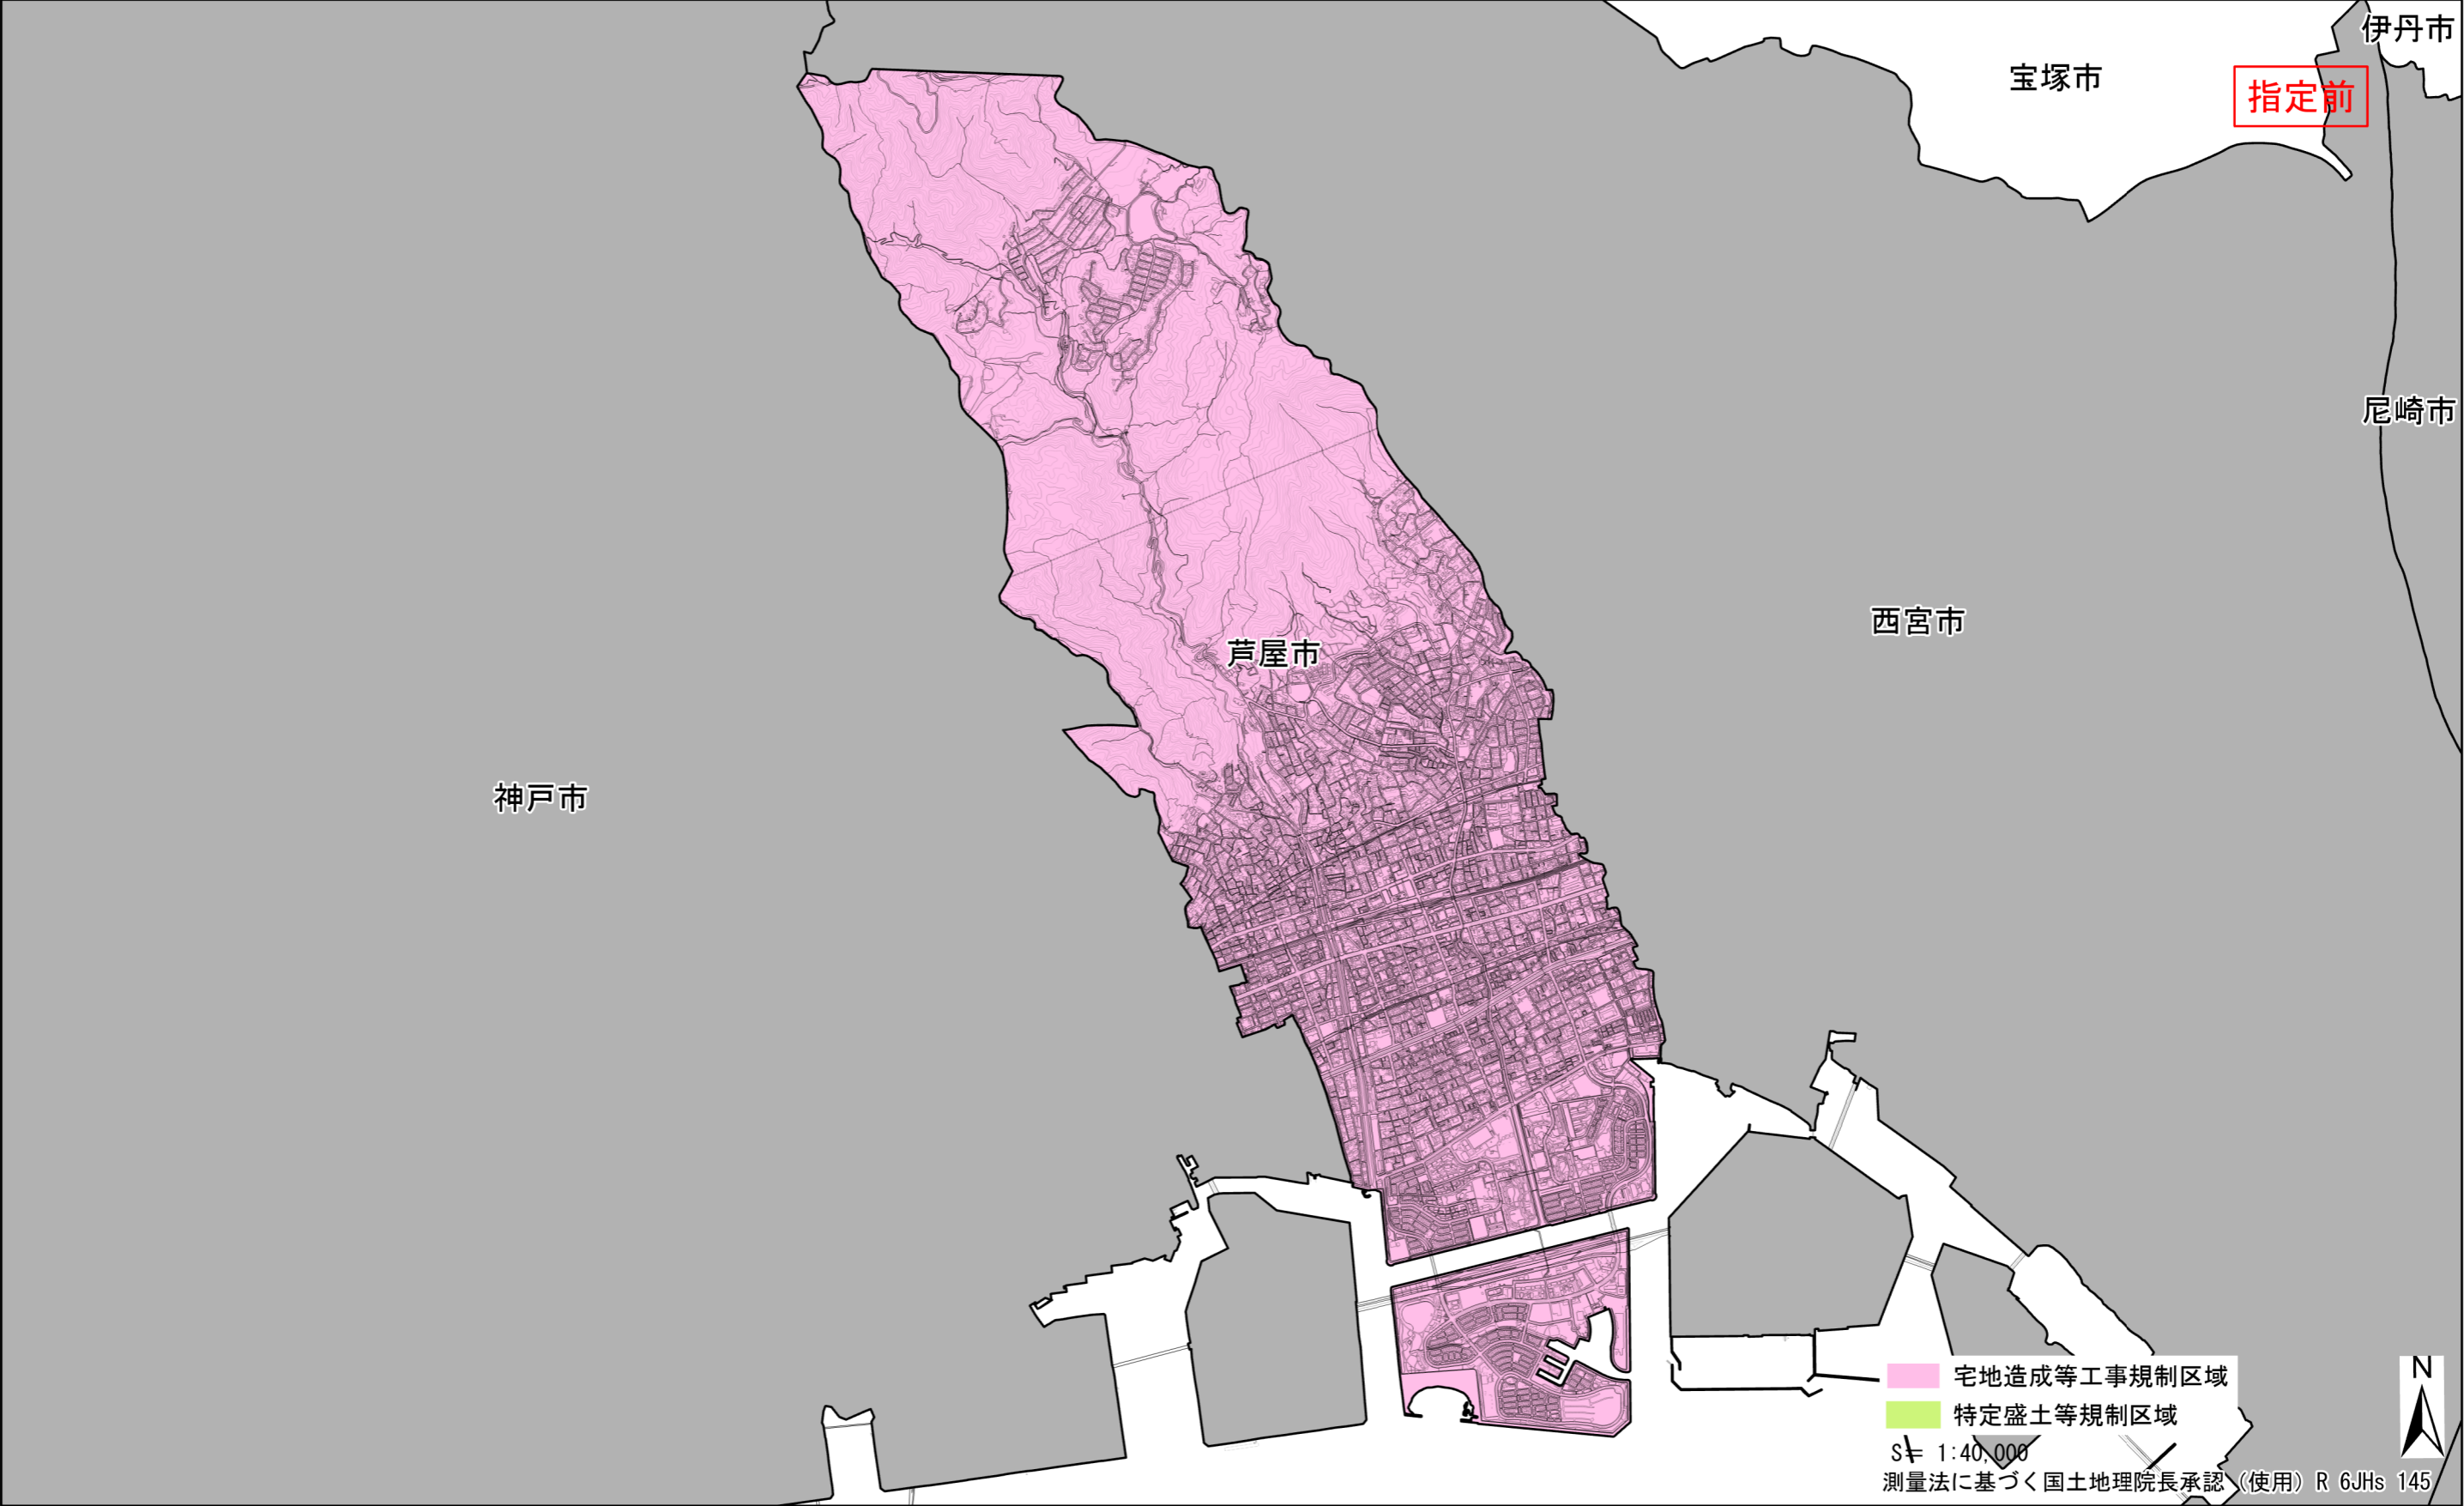 伊丹市
宝塚市
指定前
尼崎市
西宮市
芦屋市
神戸市
N
宅地造成等工事規制区域
特定盛土等規制区域
S= 1:40,000
測量法に基づく国土地理院長承認（使用）R 6JHs 145